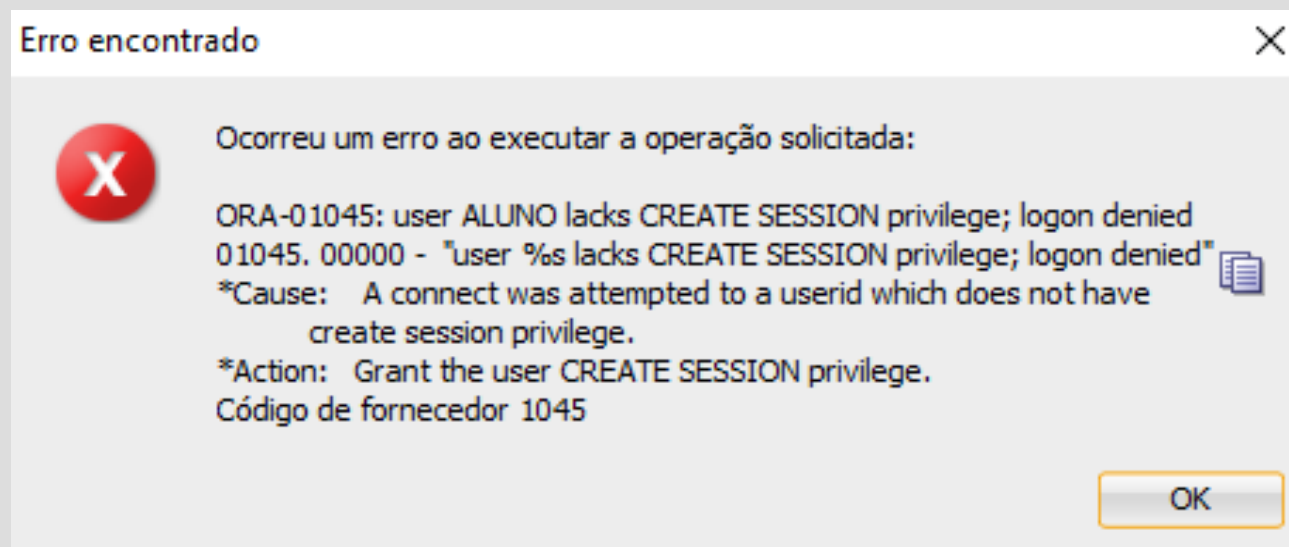 Erro encontrado
Ocorreu um erro ao executar a operação solicitada:
ORA-01045: user ALUNO lacks CREATE SESSION privilege; logon denied
01045. 00000 - "user %s lacks CREATE SESSION privilege; logon denied"
*Cause: A connect was attempted to a userid which does not have
create session privilege.
*Action: Grant the user CREATE SESSION privilege.
Código de fornecedor 1045
OK